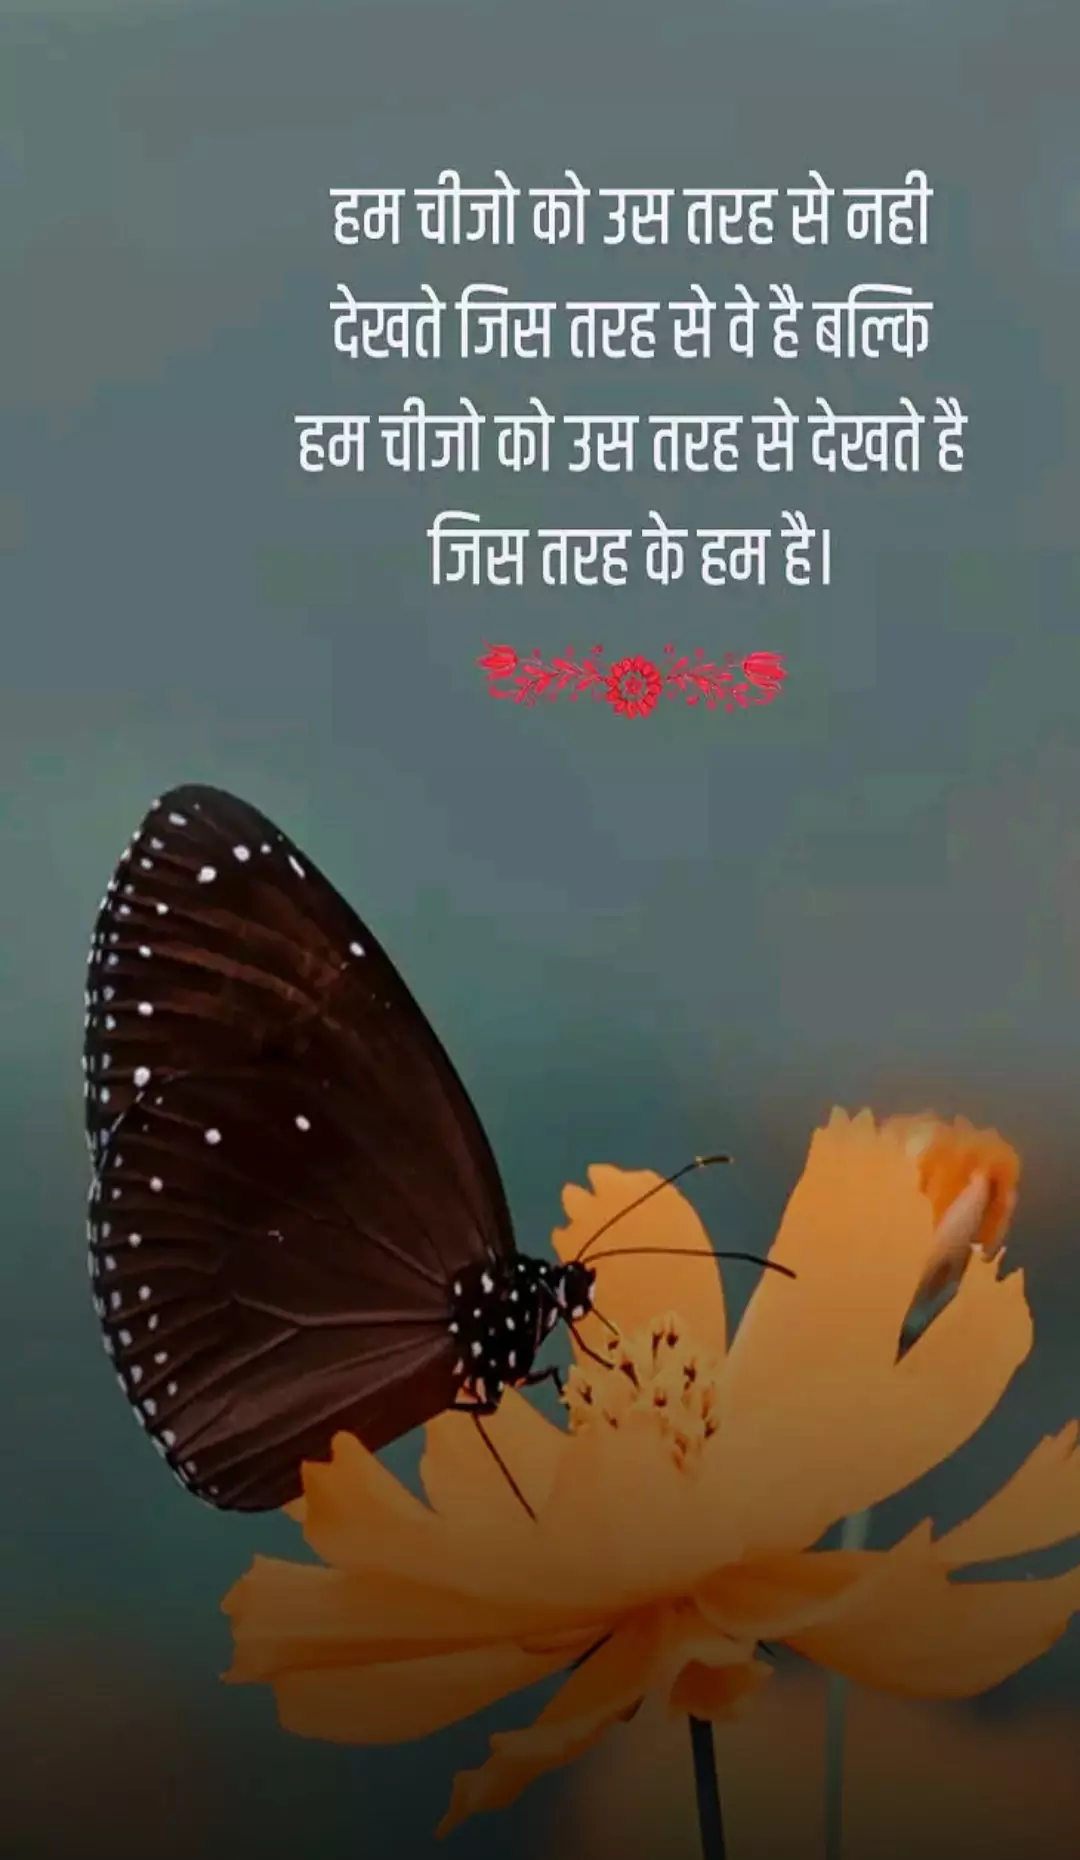 हम चीजो को उस तरह से नही
देखते जिस तरह से वे है बल्कि
हम चीजो को उस तरह से देखते है
जिस तरह के हम है।